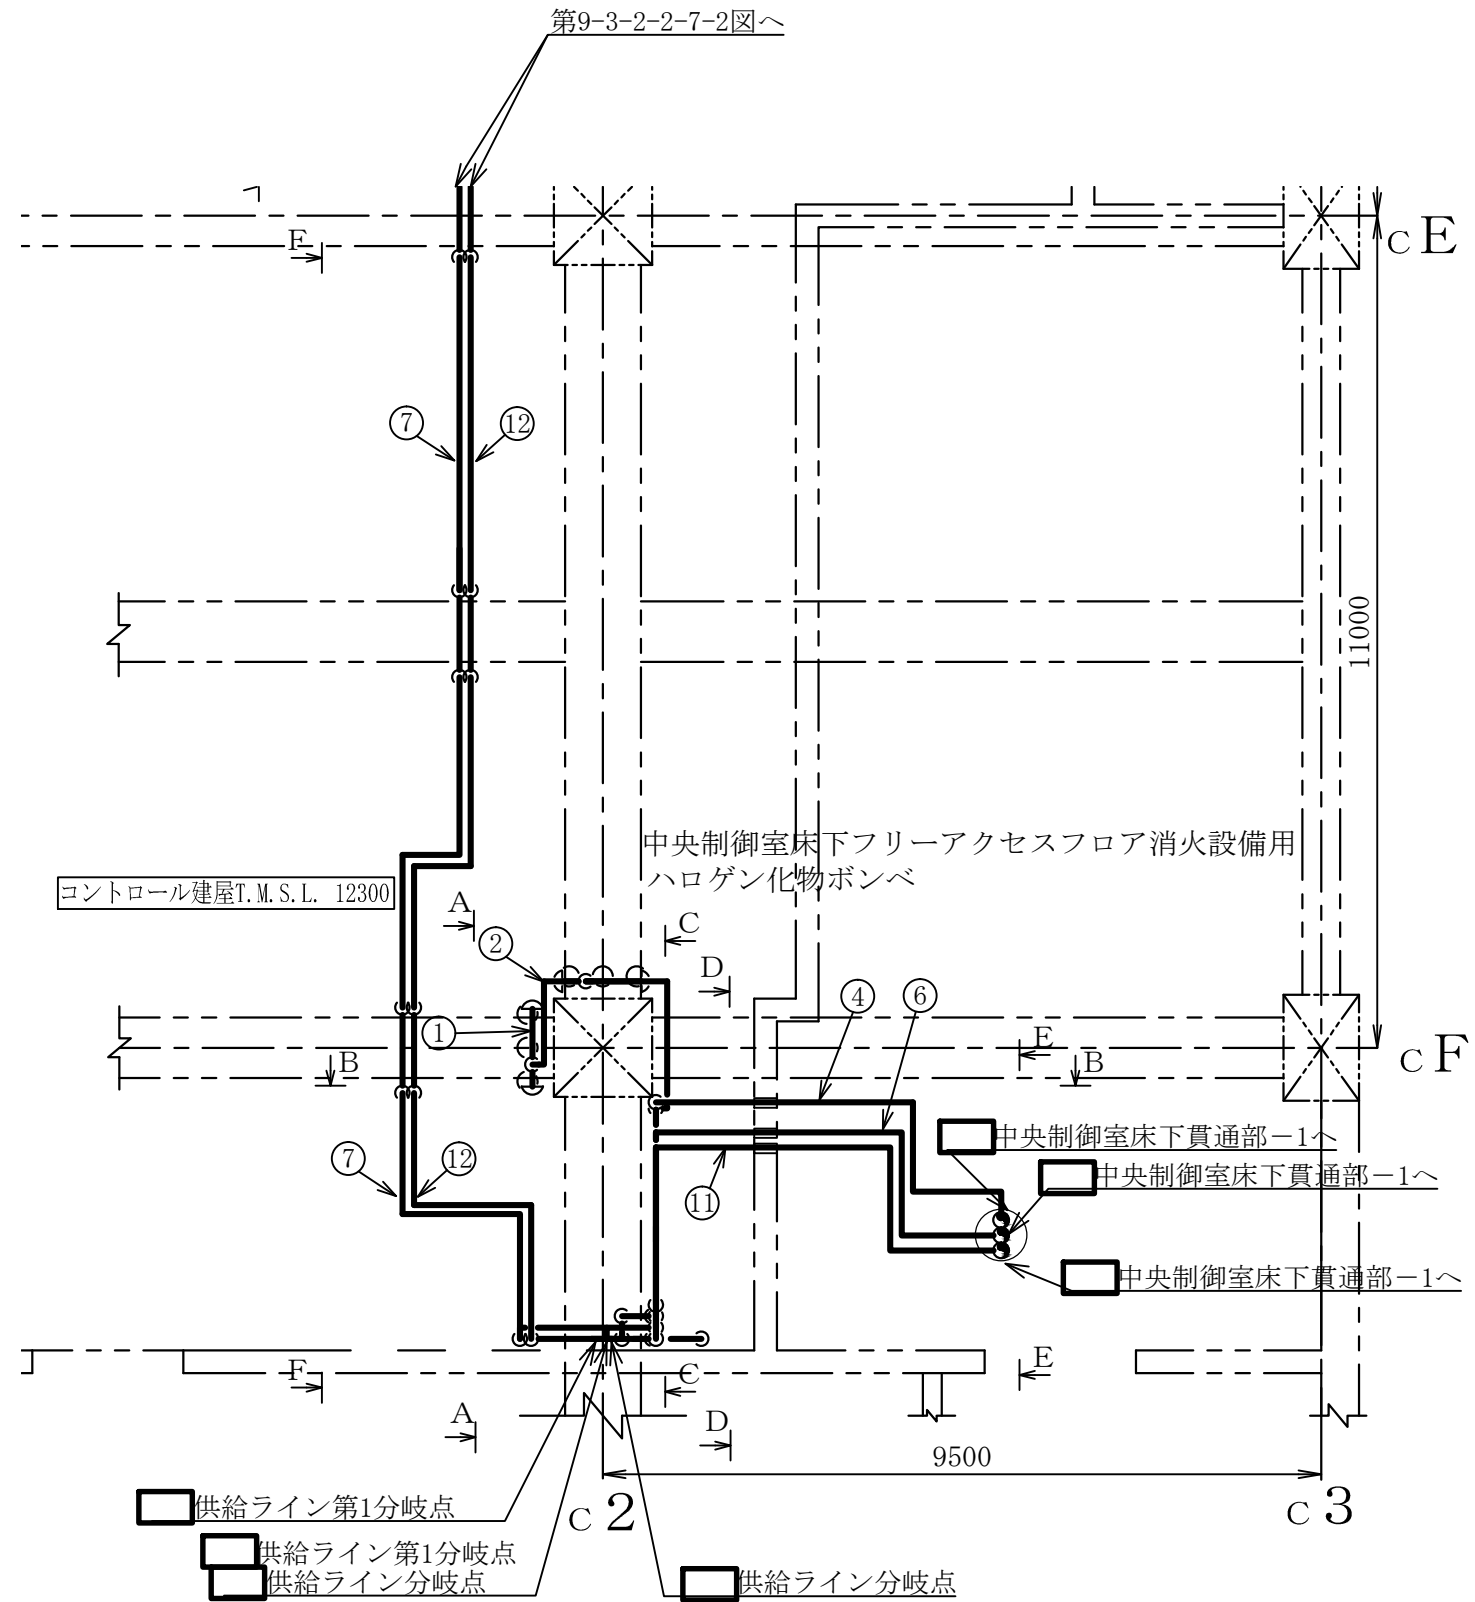 第9-3-2-2-7-2図へ
F
C E
⑦
⑫
11000
中央制御室床下フリーアクセスフロア消火設備用
ハロゲン化物ボンベ
コントロール建屋T.M.S.L. 12300
A
C
②
D
④
⑥
①
E
B
B
C F
中央制御室床下貫通部－1へ
⑦
⑫
中央制御室床下貫通部－1へ
⑪
中央制御室床下貫通部－1へ
F
E
C
A
D
9500
供給ライン第1分岐点
C 2
C 3
供給ライン第1分岐点
供給ライン分岐点
供給ライン分岐点